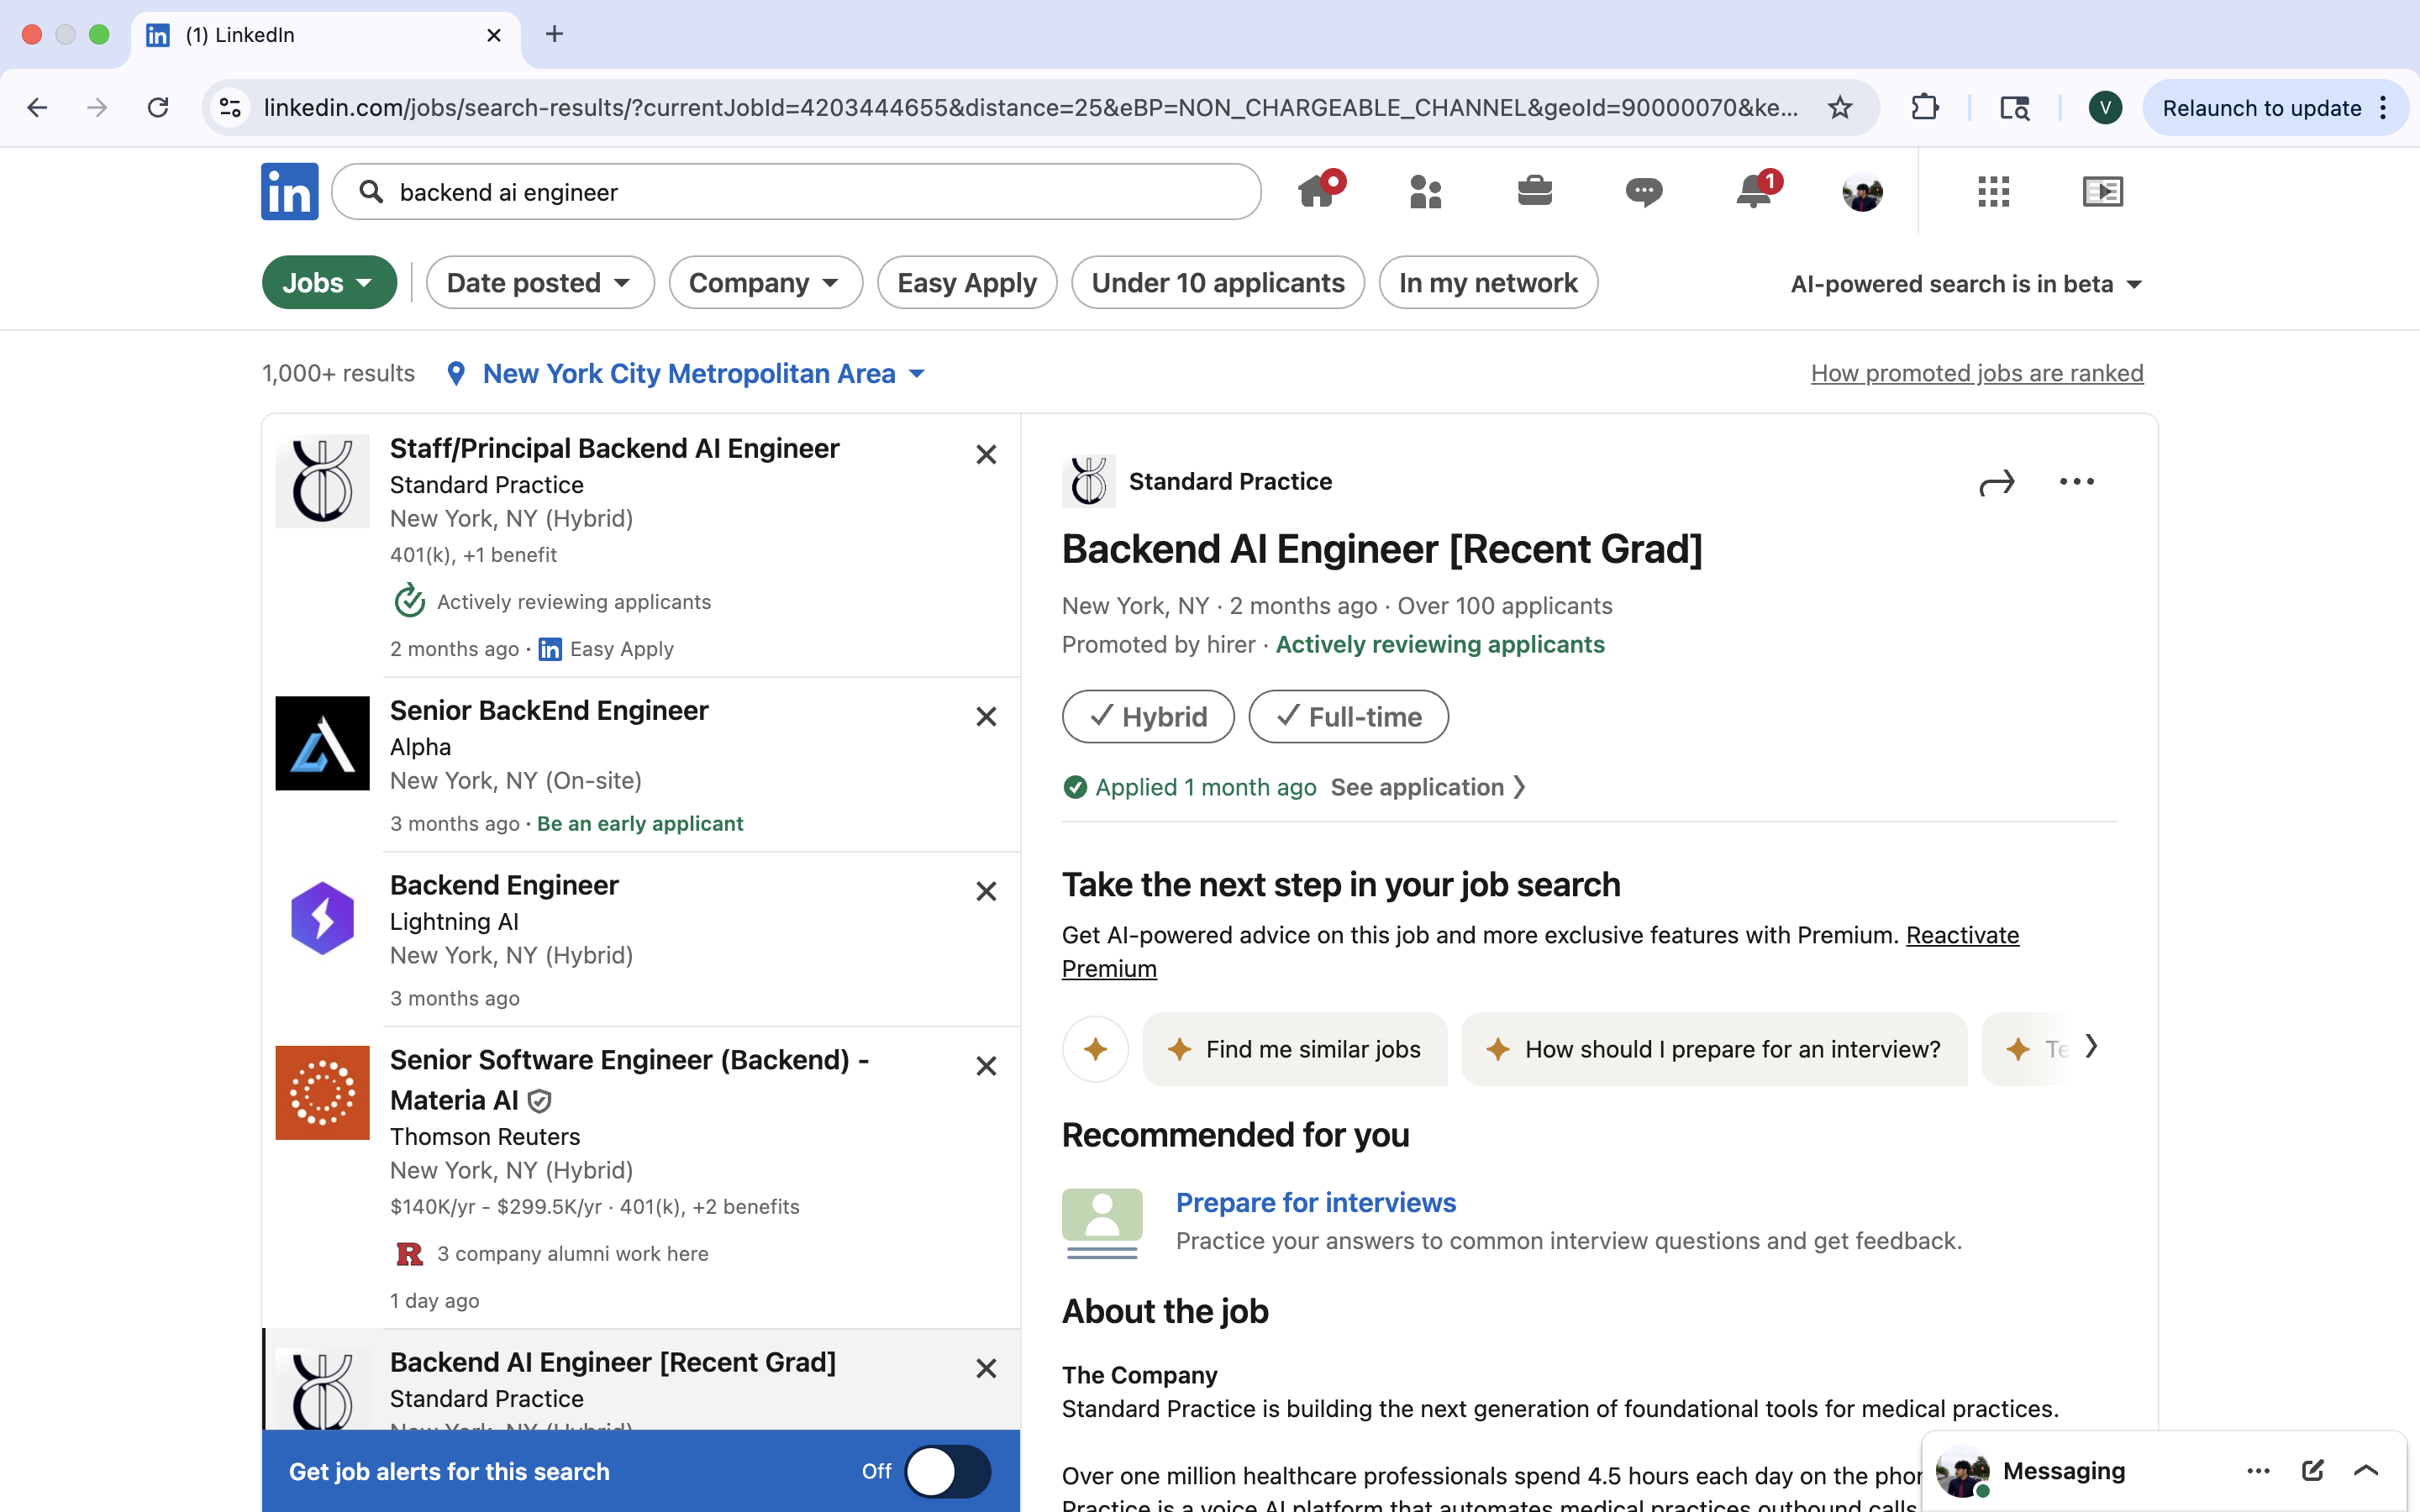 (1) LinkedIn
linkedin.com/jobs/search-results/?currentJobId=4203444655&distance=25&eBP=NON_CHARGEABLE_CHANNEL&geoId=90000070&ke...
V
Relaunch to update
in
backend ai engineer
1
Jobs
Date posted
Company
Easy Apply
Under 10 applicants
In my network
AI-powered search is in beta
1,000+ results
New York City Metropolitan Area
How promoted jobs are ranked
Staff/Principal Backend AI Engineer
Standard Practice
New York, NY (Hybrid)
401(k), +1 benefit
Actively reviewing applicants
2 months ago · in Easy Apply
Senior BackEnd Engineer
Alpha
New York, NY (On-site)
3 months ago · Be an early applicant
Backend Engineer
Lightning AI
New York, NY (Hybrid)
3 months ago
Senior Software Engineer (Backend) -
Materia AI
Thomson Reuters
New York, NY (Hybrid)
$140K/yr - $299.5K/yr · 401(k), +2 benefits
R 3 company alumni work here
1 day ago
Backend AI Engineer [Recent Grad]
Standard Practice
New York, NY (Hybrid)
Get job alerts for this search
Off
Standard Practice
Backend AI Engineer [Recent Grad]
New York, NY · 2 months ago · Over 100 applicants
Promoted by hirer · Actively reviewing applicants
Hybrid
Full-time
Applied 1 month ago See application
Take the next step in your job search
Get AI-powered advice on this job and more exclusive features with Premium. Reactivate
Premium
Find me similar jobs
How should I prepare for an interview?
Te
Recommended for you
Prepare for interviews
Practice your answers to common interview questions and get feedback.
About the job
The Company
Standard Practice is building the next generation of foundational tools for medical practices.
Over one million healthcare professionals spend 4.5 hours each day on the phon
Practice is a voice AI platform that automates medical practices outbound calls
Messaging